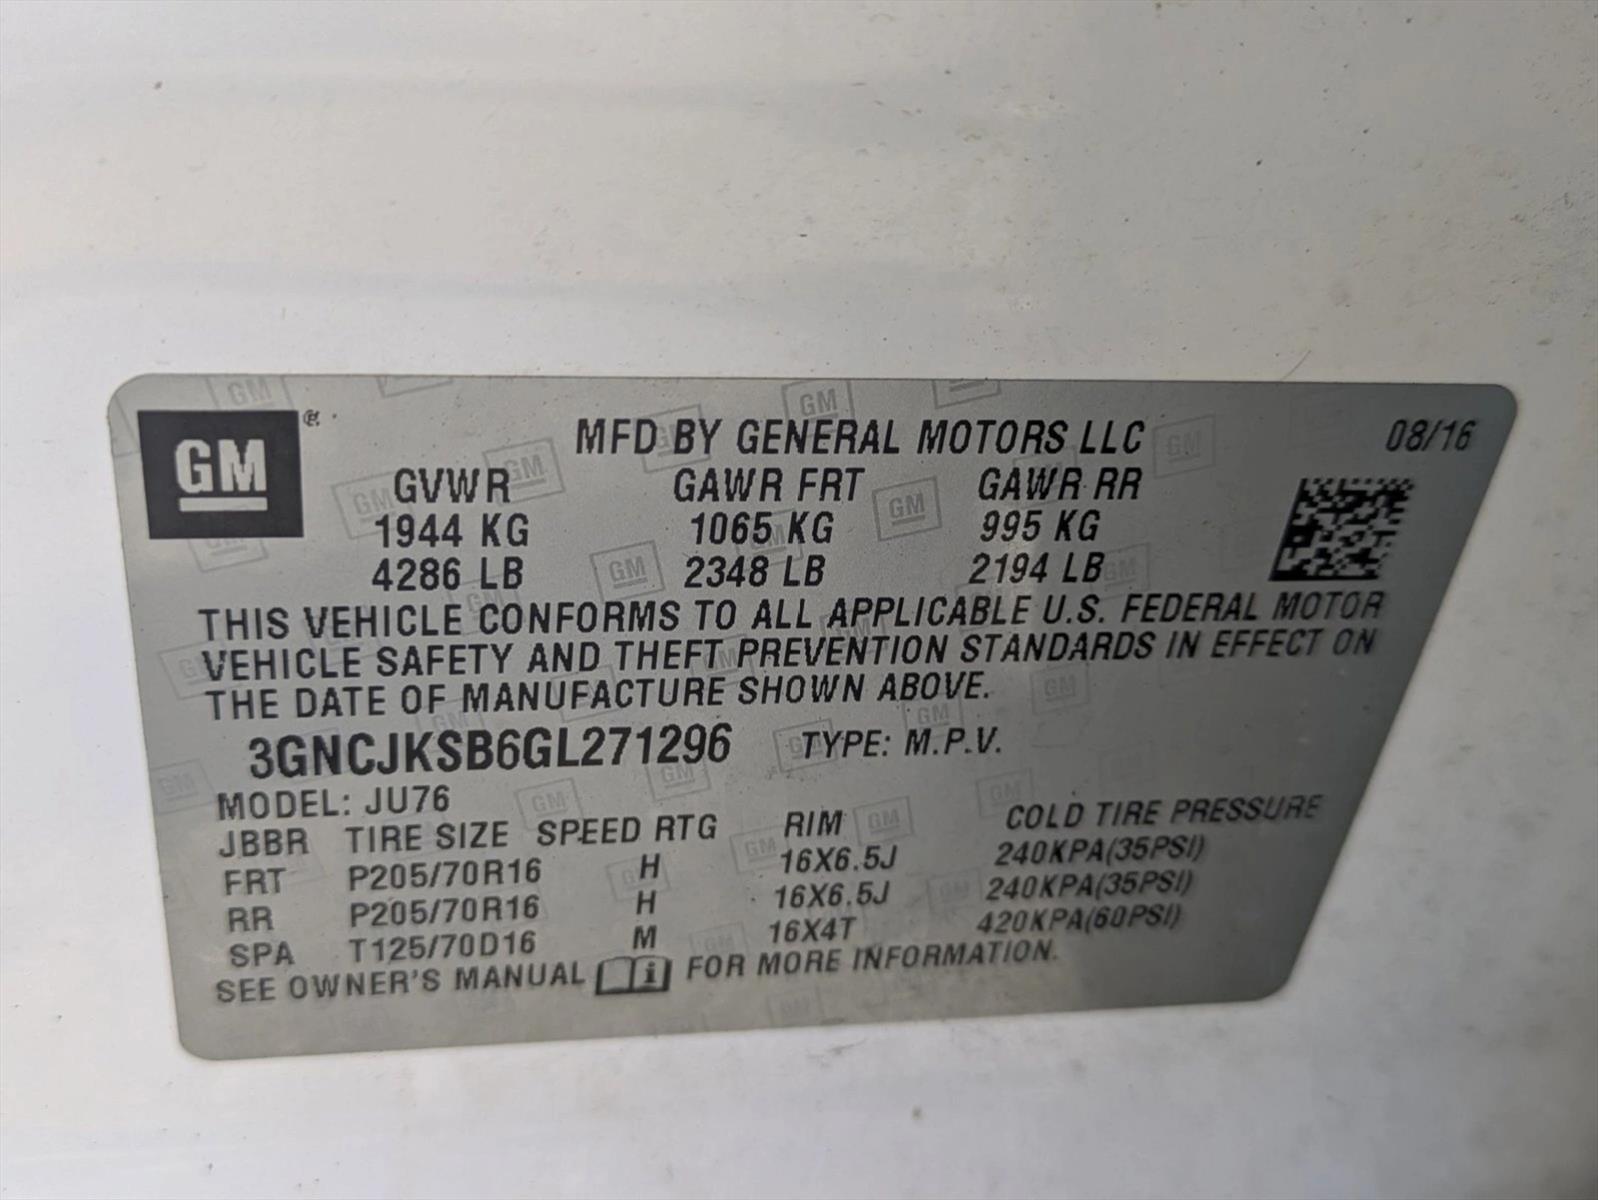 GM ®
MFD BY GENERAL MOTORS LLC 08/16
GVWR GAWR FRT GAWR RR
1944 KG 1065 KG 995 KG
4286 LB 2348 LB 2194 LB
THIS VEHICLE CONFORMS TO ALL APPLICABLE U.S. FEDERAL MOTOR
VEHICLE SAFETY AND THEFT PREVENTION STANDARDS IN EFFECT ON
THE DATE OF MANUFACTURE SHOWN ABOVE.
3GNCJKSB6GL271296 TYPE: M.P.V.
MODEL: JU76
JBBR TIRE SIZE SPEED RTG RIM COLD TIRE PRESSURE
FRT P205/70R16 H 16X6.5J 240KPA(35PSI)
RR P205/70R16 H 16X6.5J 240KPA(35PSI)
SPA T125/70D16 M 16X4T 420KPA(60PSI)
SEE OWNER'S MANUAL i FOR MORE INFORMATION.